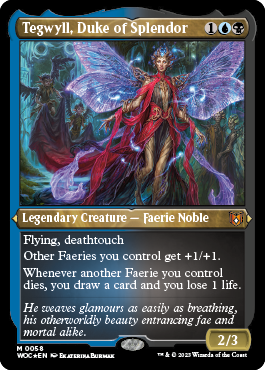 Tegwyll, Duke of Splendor 1
Legendary Creature — Faerie Noble
Flying, deathtouch
Other Faeries you control get +1/+1.
Whenever another Faerie you control
dies, you draw a card and you lose 1 life.
He weaves glamours as easily as breathing,
his otherworldly beauty entrancing fae and
mortal alike.
2/3
M 0058
WOC★EN Ekaterina Burmak
™ & © 2023 Wizards of the Coast